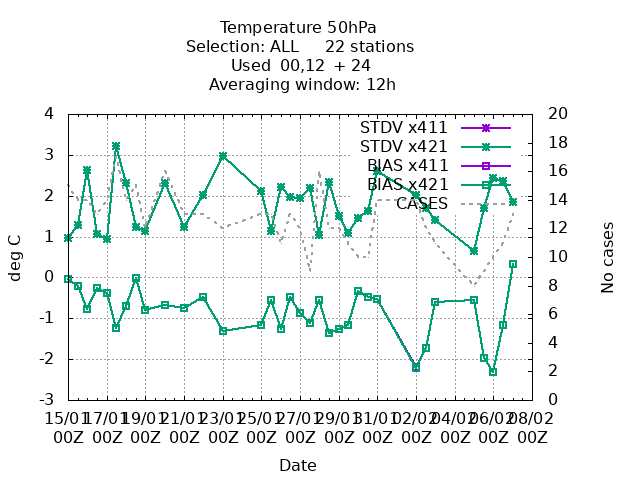 Temperature 50hPa
Selection: ALL 22 stations
Used 00,12 + 24
Averaging window: 12h
4
3
2
1
0
-1
-2
-3
deg C
20
18
16
14
12
10
8
6
4
2
0
No cases
STDV x411
STDV x421
BIAS x411
BIAS x421
CASES
15/01 17/01 19/01 21/01 23/01 25/01 27/01 29/01 31/01 02/02 04/02 06/02 08/02
00Z 00Z 00Z 00Z 00Z 00Z 00Z 00Z 00Z 00Z 00Z 00Z 00Z
Date